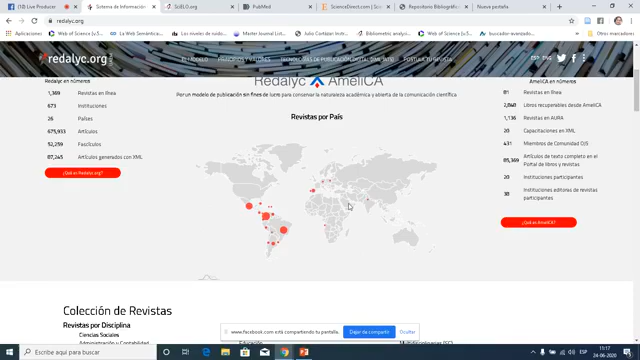 (8) Live Producer
Sistema de Información
SciELO.org
PubMed
ScienceDirect.com | Scien
Repositorio Bibliográfic
Nueva pestaña
redalyc.org
Aplicaciones
Web of Science
La Web Semántica...
Los niveles de ruido...
Master Journal List...
Julio Cortázar Instit...
Bibliometric analy...
Web of Science
buscador avanzado...
Otros marcadores
redalyc.org
EL MODELO
PRINCIPIOS Y VALORES
ESP
ENG
Redalyc AmeliCA
Redalyc en números
AmeliCA en números
Por un modelo de publicación sin fines de lucro para conservar la naturaleza académica y abierta de la comunicación científica
1,369 Revistas en línea
673 Instituciones
26 Países
675,933 Artículos
52,259 Fascículos
87,245 Artículos generados con XML
¿Qué es Redalyc.org?
Revistas por País
81 Revistas en línea
2,848 Libros recuperables desde AmeliCA
1,136 Revistas en AURA
20 Capacitaciones en XML
431 Miembros de Comunidad OJS
85,369 Artículos de texto completo en el
Portal de libros y revistas
20 Instituciones participantes
38 Instituciones editoras de revistas
participantes
¿Qué es AmeliCA?
Colección de Revistas
Revistas por Disciplina
Ciencias Sociales
www.facebook.com está compartiendo tu pantalla.
Dejar de compartir
Ocultar
Escribe aquí para buscar
ESP
11:17
24-06-2020